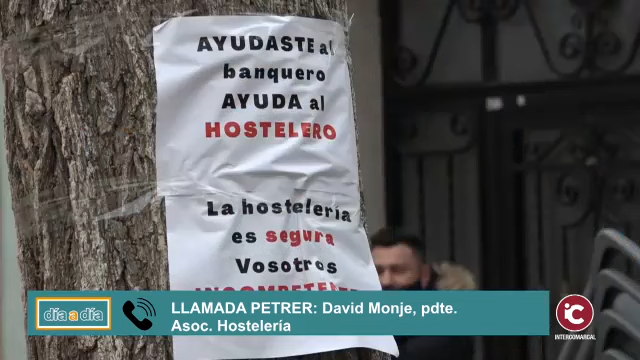 AYUDASTE al
banquero
AYUDA al
HOSTELERO
La hostelería
es segura
Vosotros
día a día
LLAMADA PETRER: David Monje, pdte.
Asoc. Hostelería
ic
INTERCOMARCAL